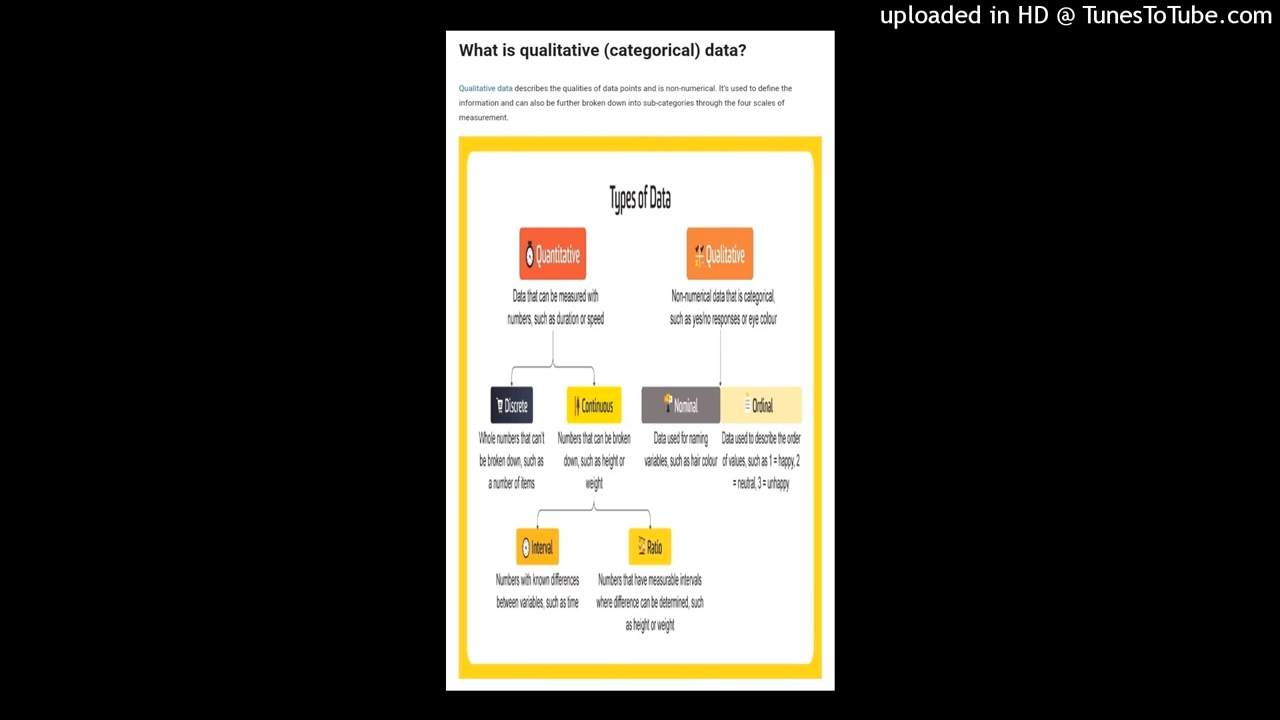 uploaded in HD @ TunesToTube.com
What is qualitative (categorical) data?
Qualitative data describes the qualities of data points and is non-numerical. It's used to define the
information and can also be further broken down into sub-categories through the four scales of
measurement.
Types of Data
Quantitative
Data that can be measured with
numbers, such as duration or speed
Qualitative
Non-numerical data that is categorical,
such as yes/no responses or eye colour
Discrete
Whole numbers that can't
be broken down, such as
a number of items
Continuous
Numbers that can be broken
down, such as height or
weight
Nominal
Data used for naming
variables, such as hair colour
Ordinal
Data used to describe the order
of values, such as 1 = happy, 2
= neutral, 3 = unhappy
Interval
Numbers with known differences
between variables, such as time
Ratio
Numbers that have measurable intervals
where difference can be determined, such
as height or weight